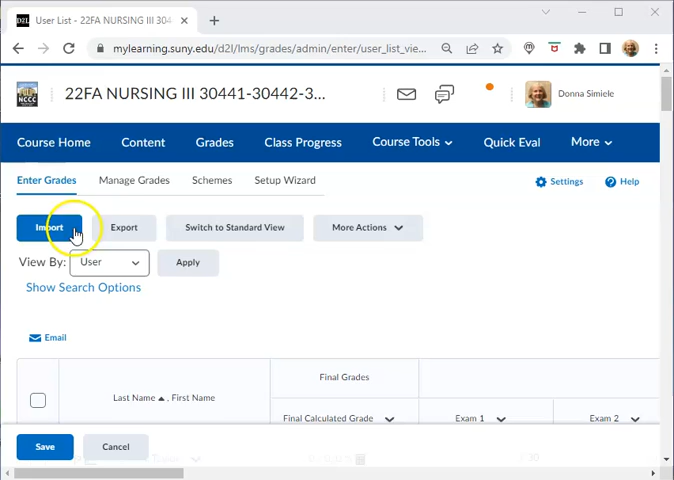 D2L
User List - 22FA NURSING III 304
mylearning.suny.edu/d2l/lms/grades/admin/enter/user_list_vie...
NCCC
22FA NURSING III 30441-30442-3...
Donna Simiele
Course Home
Content
Grades
Class Progress
Course Tools
Quick Eval
More
Enter Grades
Manage Grades
Schemes
Setup Wizard
Settings
Help
Import
Export
Switch to Standard View
More Actions
View By:
User
Apply
Show Search Options
Email
Final Grades
Last Name , First Name
Final Calculated Grade
Exam 1
Exam 2
Save
Cancel